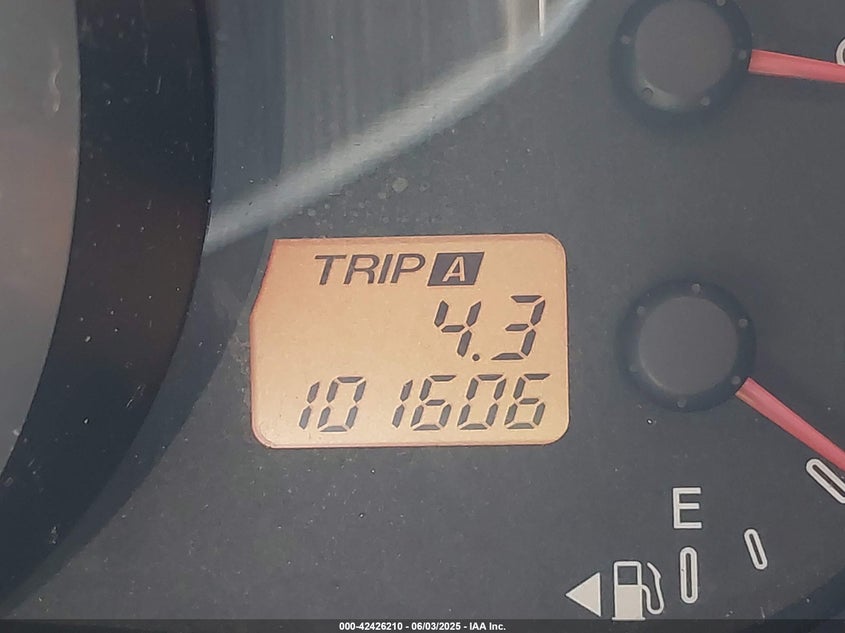 TRIP A
4.3
101606
E
000-42426210 - 06/03/2025 - IAA Inc.